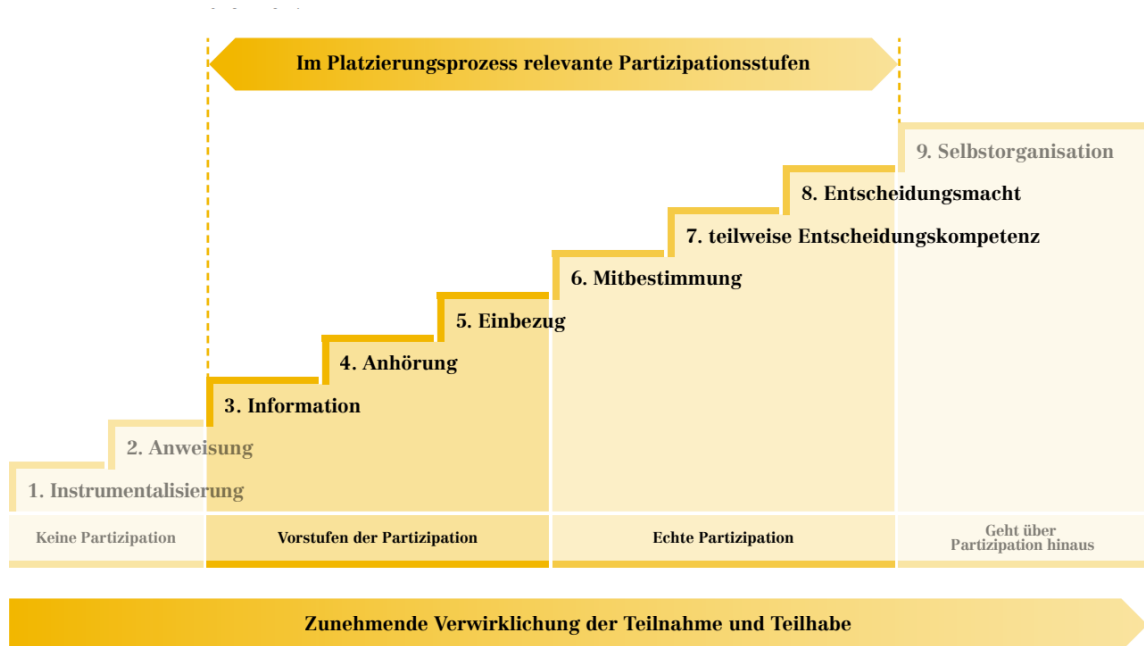 Im Platzierungsprozess relevante Partizipationsstufen
9. Selbstorganisation
8. Entscheidungsmacht
7. teilweise Entscheidungskompetenz
6. Mitbestimmung
5. Einbezug
4. Anhörung
3. Information
2. Anweisung
1. Instrumentalisierung
Keine Partizipation
Vorstufen der Partizipation
Echte Partizipation
Geht über
Partizipation hinaus
Zunehmende Verwirklichung der Teilnahme und Teilhabe